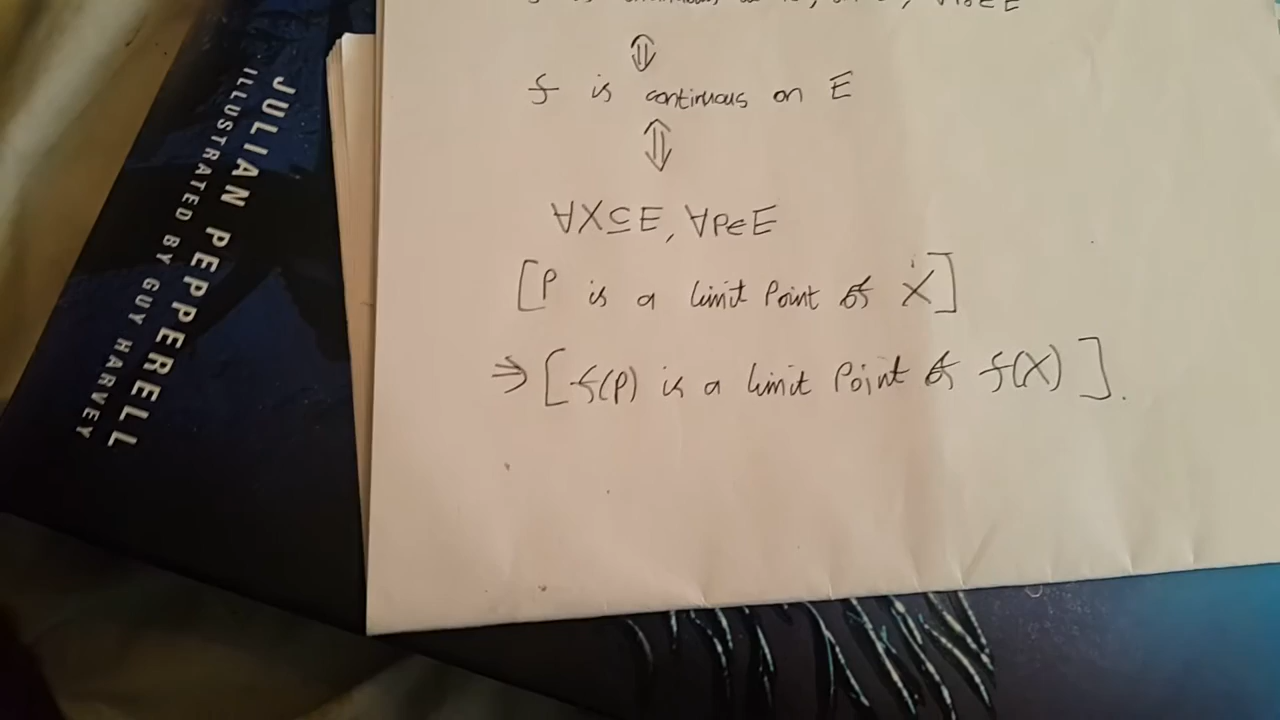 ⇕
f is continuous on E
⇕
∀X⊆E, ∀P∈E
[P is a limit Point of X]
⇒ [f(P) is a limit Point of f(X)].
JULIAN PEPPERELL
ILLUSTRATED BY GUY HARVEY